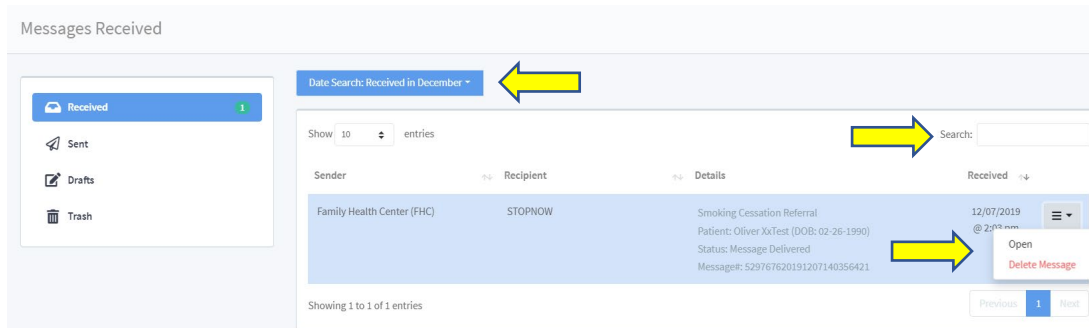 Messages Received
Date Search: Received in December
Received 1
Sent
Drafts
Trash
Show 10 entries
Search:
Sender Recipient Details Received
Family Health Center (FHC) STOPNOW Smoking Cessation Referral 12/07/2019
Patient: Oliver XxTest (DOB: 02-26-1990) @ 2:03 pm
Status: Message Delivered
Message#: 529767620191207140356421
Open
Delete Message
Showing 1 to 1 of 1 entries
Previous 1 Next